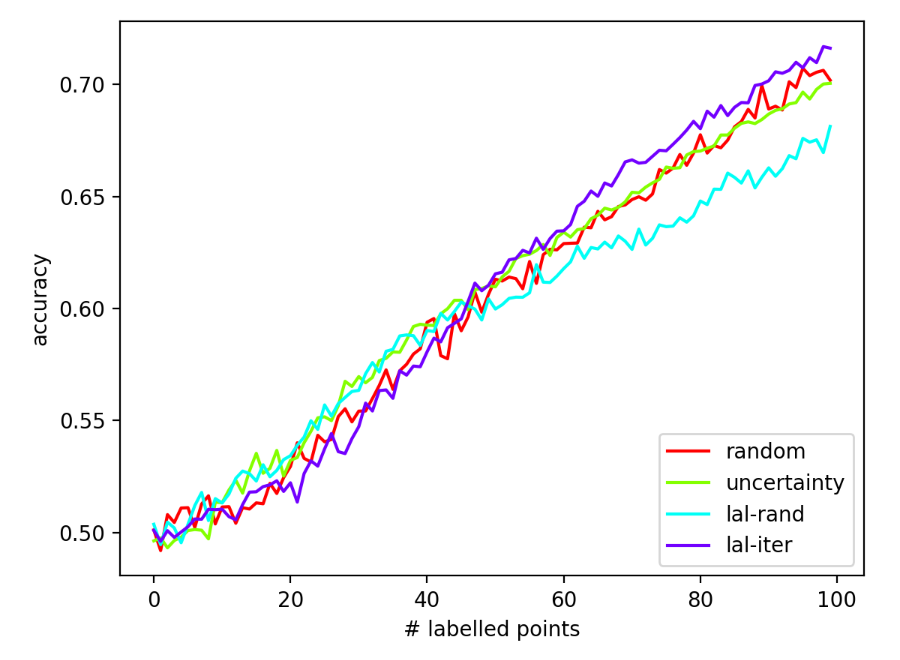 0.70
0.65
0.60
0.55
0.50
accuracy
0 20 40 60 80 100
# labelled points
random
uncertainty
lal-rand
lal-iter